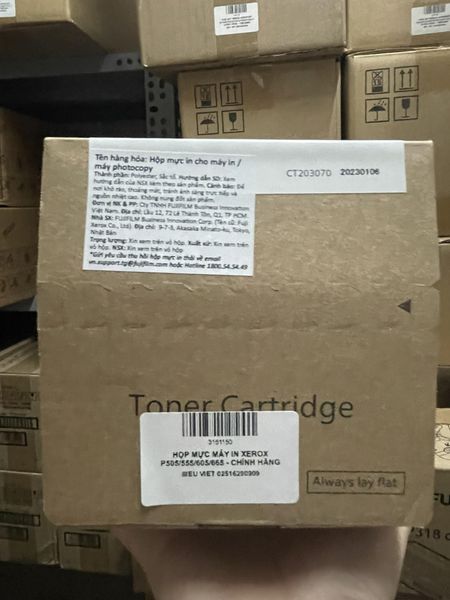 Tên hàng hóa: Hộp mực in cho máy in /
máy photocopy
Thành phần: Polyester, Sắc tố. Hướng dẫn SD: Xem
hướng dẫn của NSX kèm theo sản phẩm. Cảnh báo: Để
nơi khô ráo, thoáng mát, tránh ánh sáng trực tiếp và
nguồn nhiệt cao. Không nung đốt sản phẩm.
Đơn vị NK & PP: Cty TNHH FUJIFILM Business Innovation
Việt Nam. Địa chỉ: Lầu 12, 72 Lê Thánh Tôn, Q1, TP HCM.
Nhà SX: FUJIFILM Business Innovation Corp. (Tên cũ: Fuji
Xerox Co., Ltd). Địa chỉ: 9-7-3, Akasaka Minato-ku, Tokyo,
Nhật Bản
Trọng lượng: Xin xem trên vỏ hộp. Xuất xứ: Xin xem trên
vỏ hộp. NSX: Xin xem trên vỏ hộp
*Gửi yêu cầu thu hồi hộp mực in thải về email
vn.support.tg@fujifilm.com hoặc Hotline 1800.54.54.49
CT203070 20230106
Toner Cartridge
3151150
HỘP MỰC MÁY IN XEROX
P505/555/605/655 - CHÍNH HÃNG
SIEU VIET 02516290909
Always lay flat
FU
318